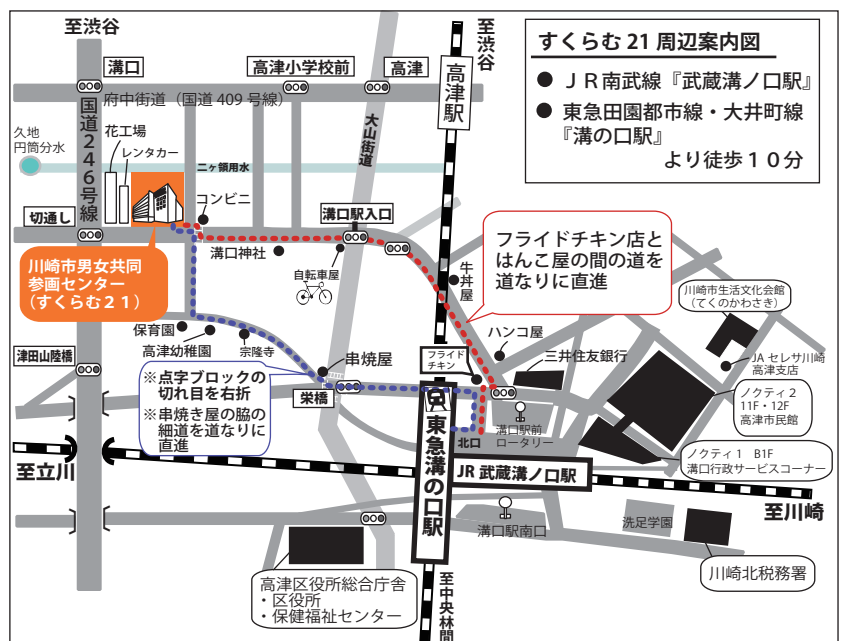 至渋谷
至渋谷
すくらむ21 周辺案内図
● ＪＲ南武線『武蔵溝ノ口駅』
● 東急田園都市線・大井町線
『溝の口駅』
より徒歩１０分
溝口
高津小学校前
高津
高津駅
府中街道（国道409号線）
国道２４６号線
大山街道
久地
円筒分水
花工場
レンタカー
二ヶ領用水
コンビニ
切通し
溝口駅入口
溝口神社
自転車屋
フライドチキン店と
はんこ屋の間の道を
道なりに直進
川崎市男女共同
参画センター
（すくらむ２１）
牛丼屋
川崎市生活文化会館
（てくのかわさき）
保育園
高津幼稚園
宗隆寺
ハンコ屋
フライド
チキン
三井住友銀行
JA セレサ川崎
高津支店
津田山陸橋
串焼屋
※点字ブロックの
切れ目を右折
※串焼き屋の脇の
細道を道なりに
直進
栄橋
ノクティ２
11F・12F
高津市民館
溝口駅前
ロータリー
北口
東急溝の口駅
ノクティ１ B1F
溝口行政サービスコーナー
至立川
JR 武蔵溝ノ口駅
至川崎
溝口駅南口
洗足学園
川崎北税務署
高津区役所総合庁舎
・区役所
・保健福祉センター
至中央林間